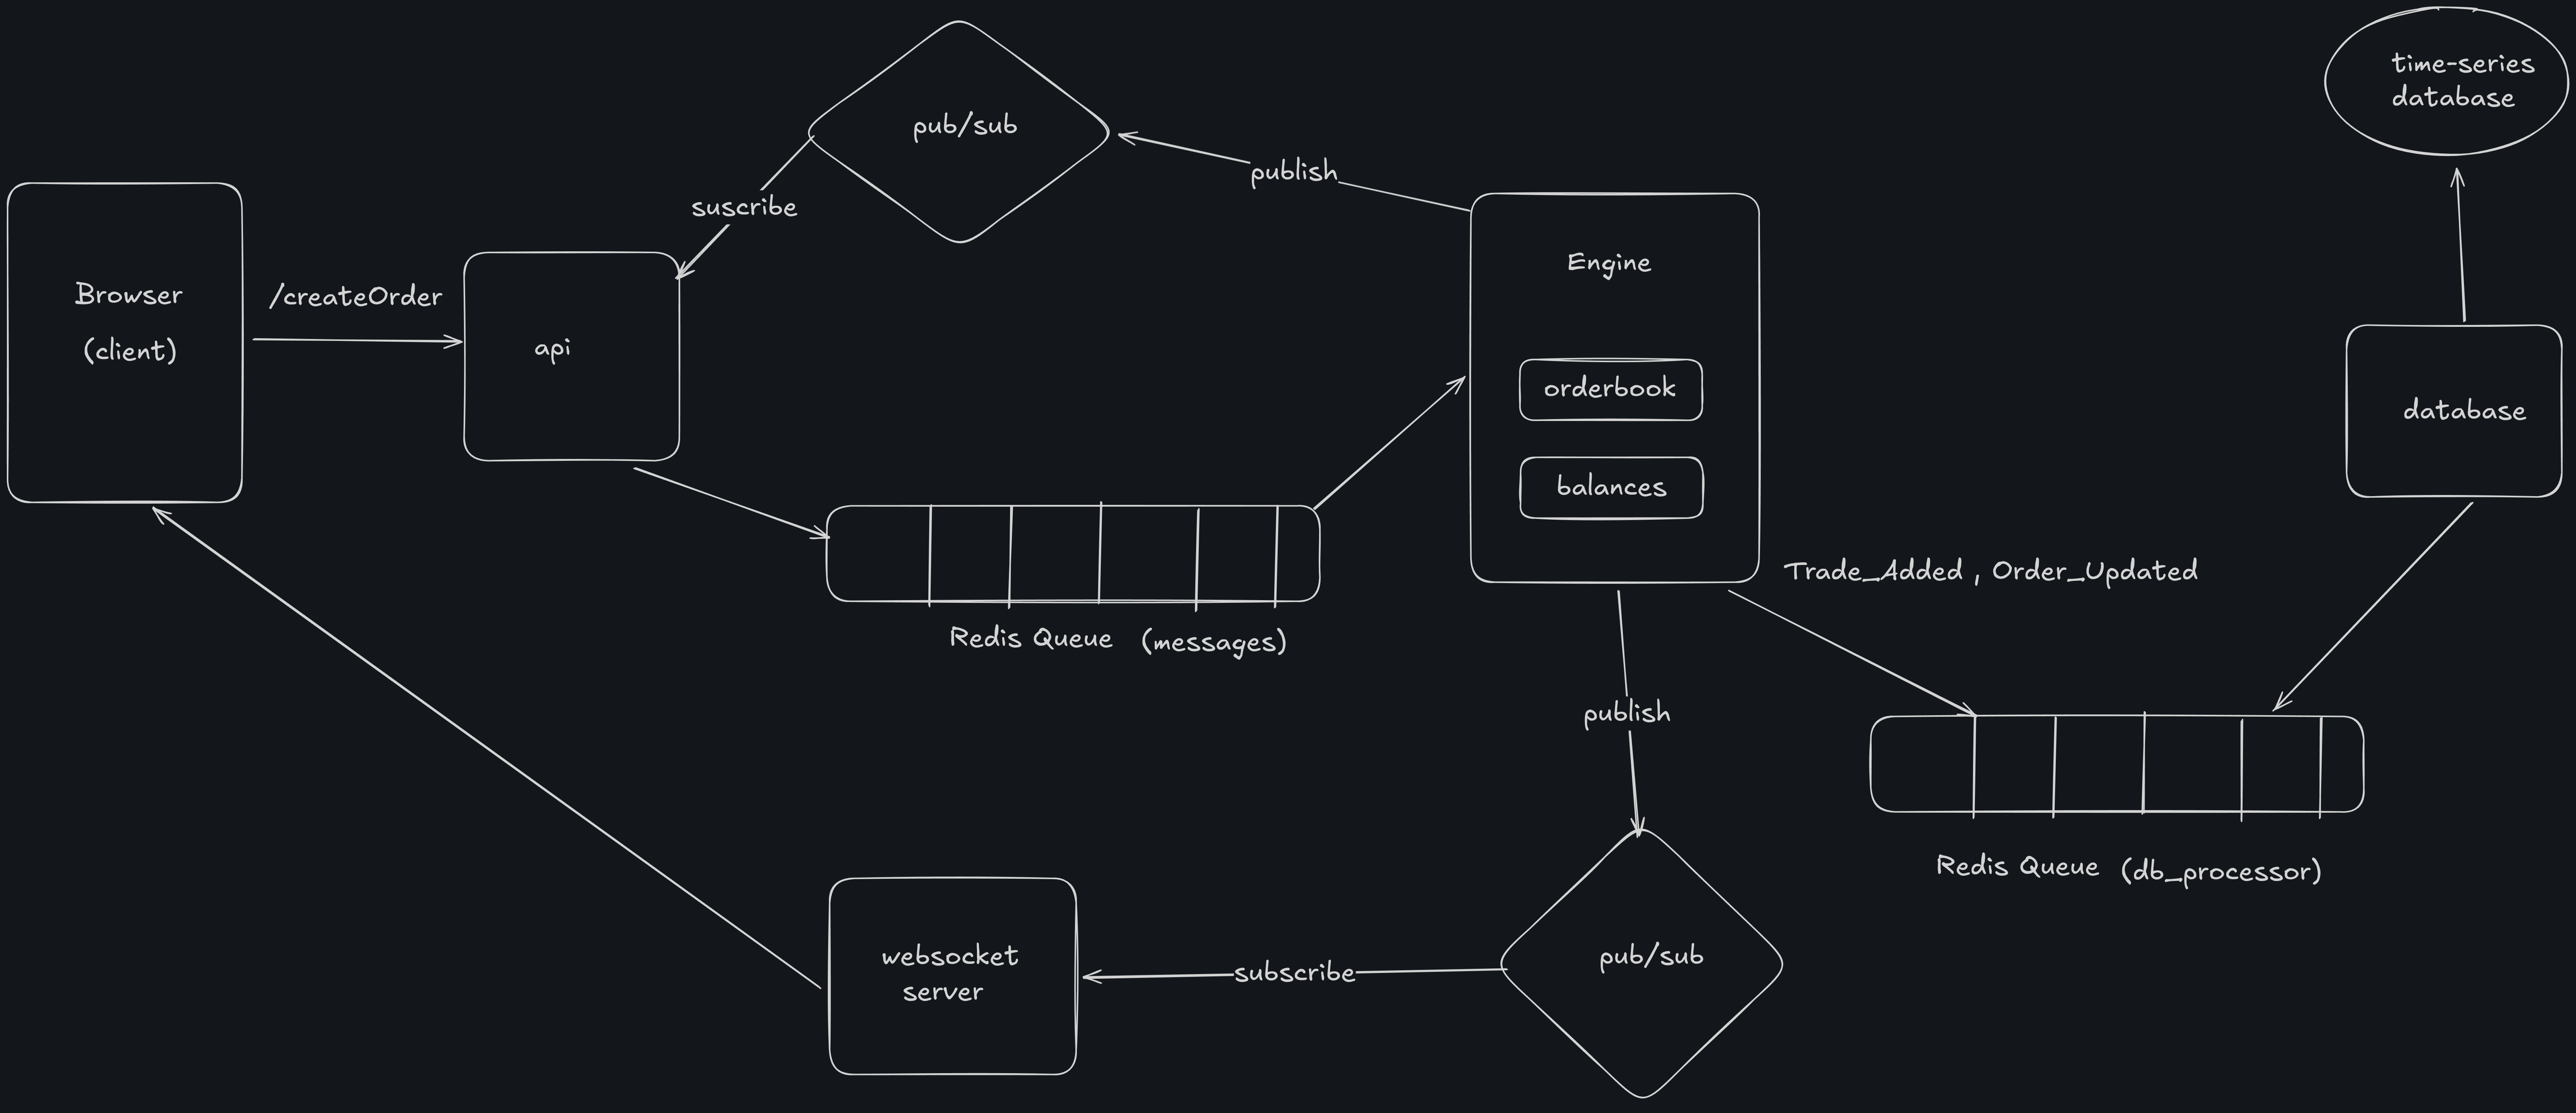 time-series
database
pub/sub
publish
suscribe
Engine
Browser
(client)
/createOrder
api
orderbook
balances
database
Trade_Added , Order_Updated
Redis Queue (messages)
publish
Redis Queue (db_processor)
websocket
server
subscribe
pub/sub